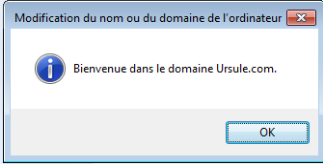 Modification du nom ou du domaine de l'ordinateur
Bienvenue dans le domaine Ursule.com.
OK